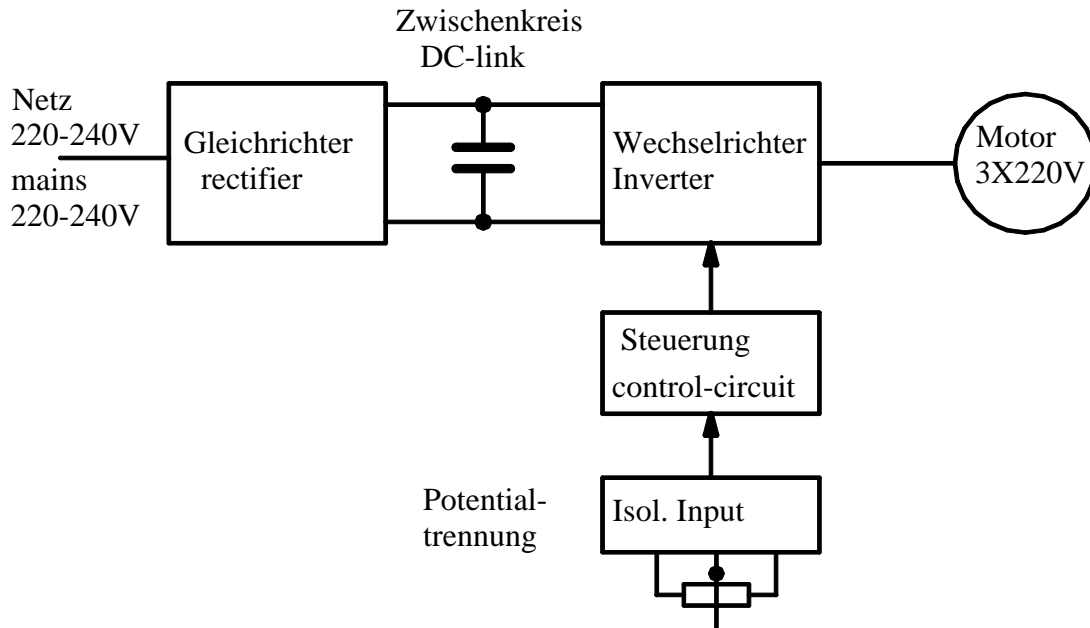 Zwischenkreis
DC-link
Netz
220-240V
mains
220-240V
Gleichrichter
rectifier
Wechselrichter
Inverter
Motor
3X220V
Steuerung
control-circuit
Potential-
trennung
Isol. Input